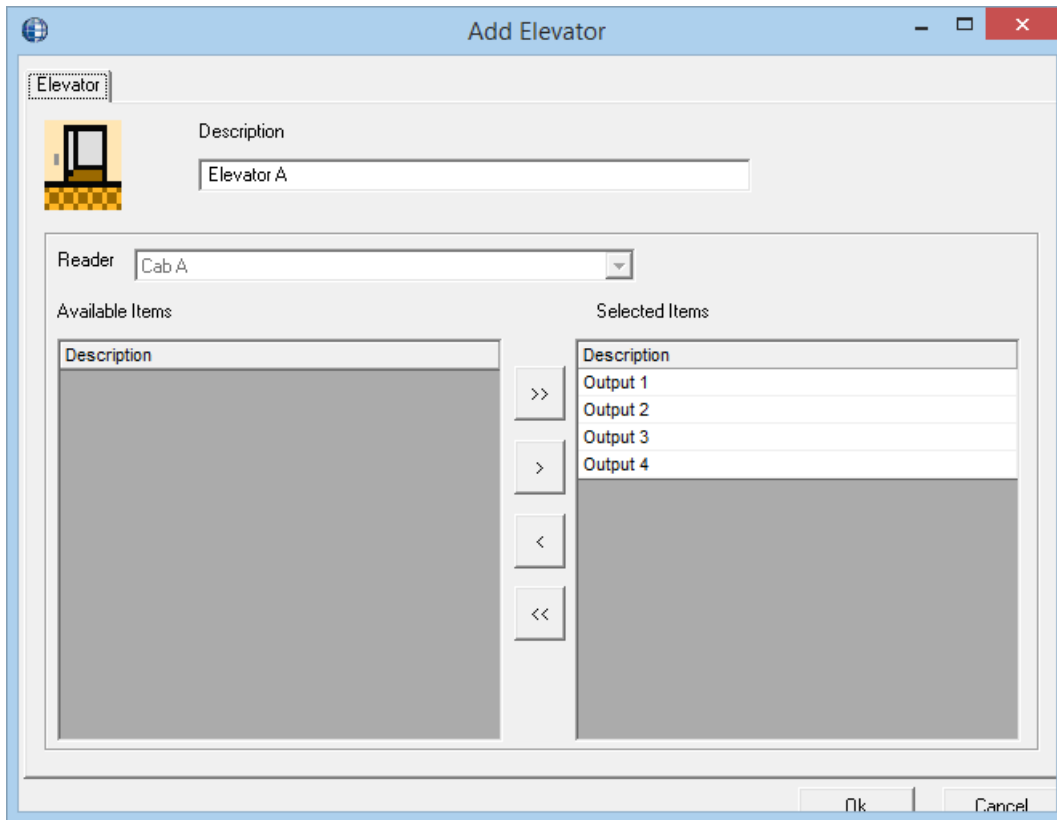 Add Elevator
Elevator
Description
Elevator A
Reader
Cab A
Available Items
Selected Items
Description
Description
Output 1
Output 2
Output 3
Output 4
>>
>
<
<<
Ok
Cancel